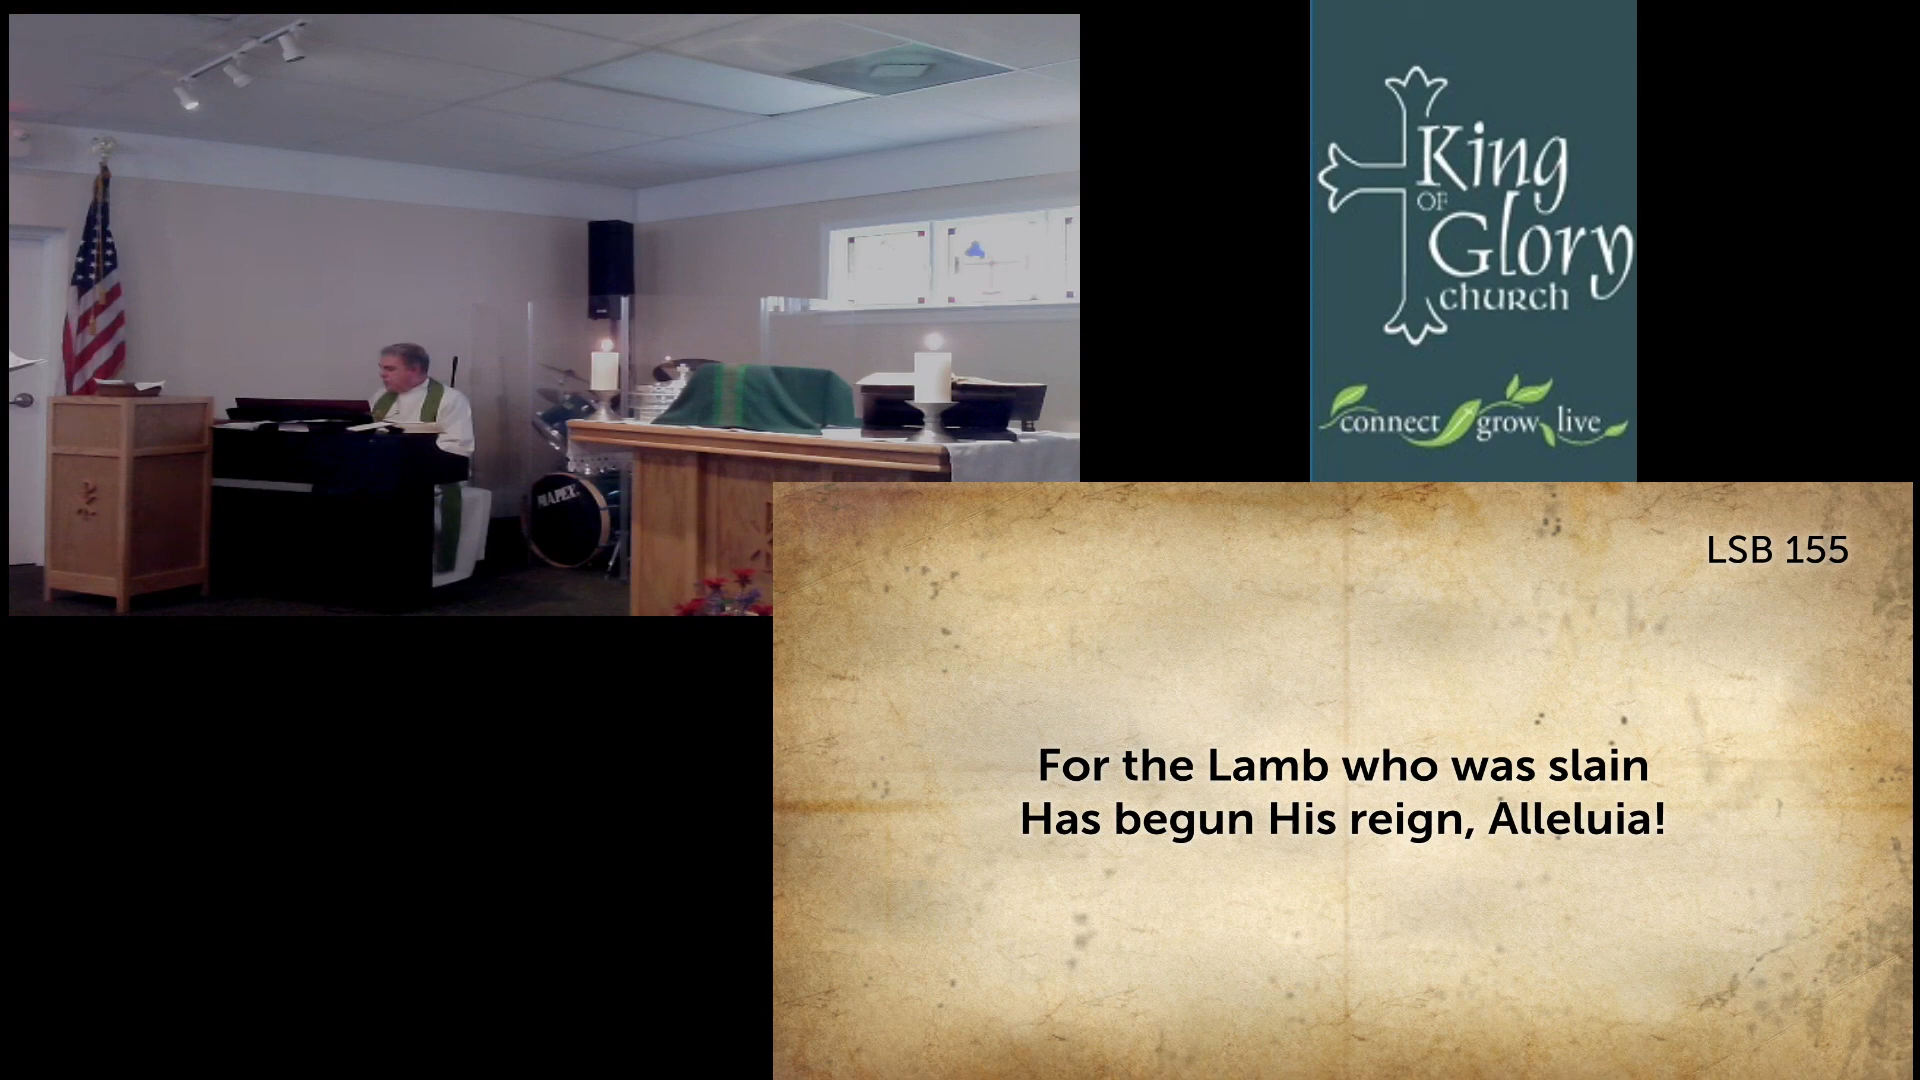 King
OF
Glory
church
connect grow live
MAPEX
LSB 155
For the Lamb who was slain
Has begun His reign, Alleluia!